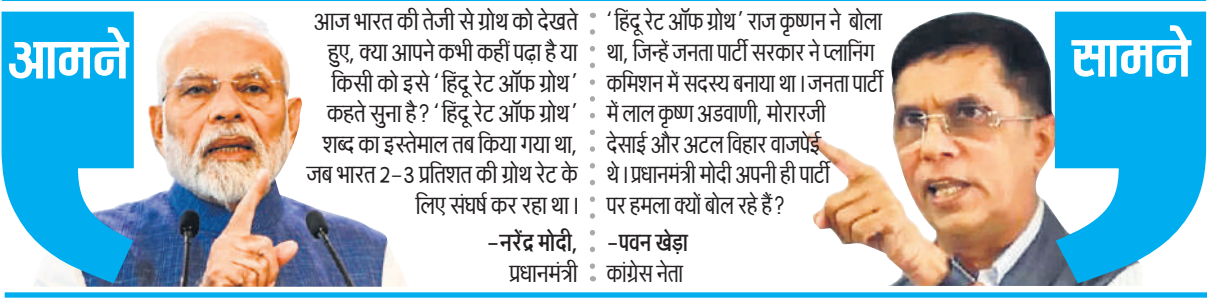 आमने
आज भारत की तेजी से ग्रोथ को देखते
हुए, क्या आपने कभी कहीं पढ़ा है या
किसी को इसे ‘हिंदू रेट ऑफ ग्रोथ’
कहते सुना है? ‘हिंदू रेट ऑफ ग्रोथ’
शब्द का इस्तेमाल तब किया गया था,
जब भारत 2-3 प्रतिशत की ग्रोथ रेट के
लिए संघर्ष कर रहा था।
-नरेंद्र मोदी,
प्रधानमंत्री
‘हिंदू रेट ऑफ ग्रोथ’ राज कृष्णन ने बोला
था, जिन्हें जनता पार्टी सरकार ने प्लानिंग
कमिशन में सदस्य बनाया था। जनता पार्टी
में लाल कृष्ण अडवाणी, मोरारजी
देसाई और अटल विहार वाजपेई
थे। प्रधानमंत्री मोदी अपनी ही पार्टी
पर हमला क्यों बोल रहे हैं?
-पवन खेड़ा
कांग्रेस नेता
सामने